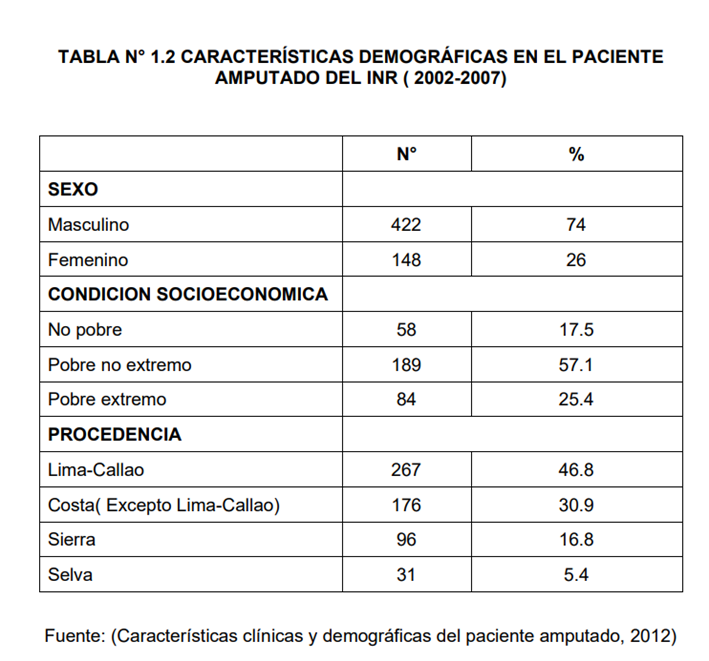 TABLA N° 1.2 CARACTERÍSTICAS DEMOGRÁFICAS EN EL PACIENTE
AMPUTADO DEL INR ( 2002-2007)
N° %
SEXO
Masculino 422 74
Femenino 148 26
CONDICION SOCIOECONOMICA
No pobre 58 17.5
Pobre no extremo 189 57.1
Pobre extremo 84 25.4
PROCEDENCIA
Lima-Callao 267 46.8
Costa( Excepto Lima-Callao) 176 30.9
Sierra 96 16.8
Selva 31 5.4
Fuente: (Características clínicas y demográficas del paciente amputado, 2012)